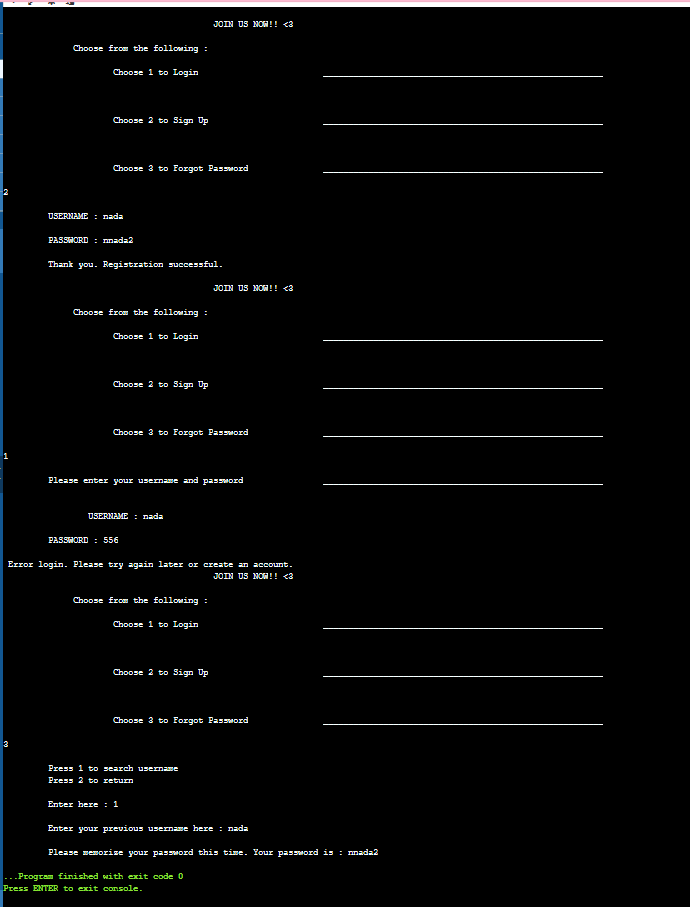 JOIN US NOW!! <3
Choose from the following :
Choose 1 to Login
Choose 2 to Sign Up
Choose 3 to Forgot Password
2
USERNAME : nada
PASSWORD : nnada2
Thank you. Registration successful.
JOIN US NOW!! <3
Choose from the following :
Choose 1 to Login
Choose 2 to Sign Up
Choose 3 to Forgot Password
1
Please enter your username and password
USERNAME : nada
PASSWORD : 556
Error login. Please try again later or create an account.
JOIN US NOW!! <3
Choose from the following :
Choose 1 to Login
Choose 2 to Sign Up
Choose 3 to Forgot Password
3
Press 1 to search username
Press 2 to return
Enter here : 1
Enter your previous username here : nada
Please memorize your password this time. Your password is : nnada2
...Program finished with exit code 0
Press ENTER to exit console.